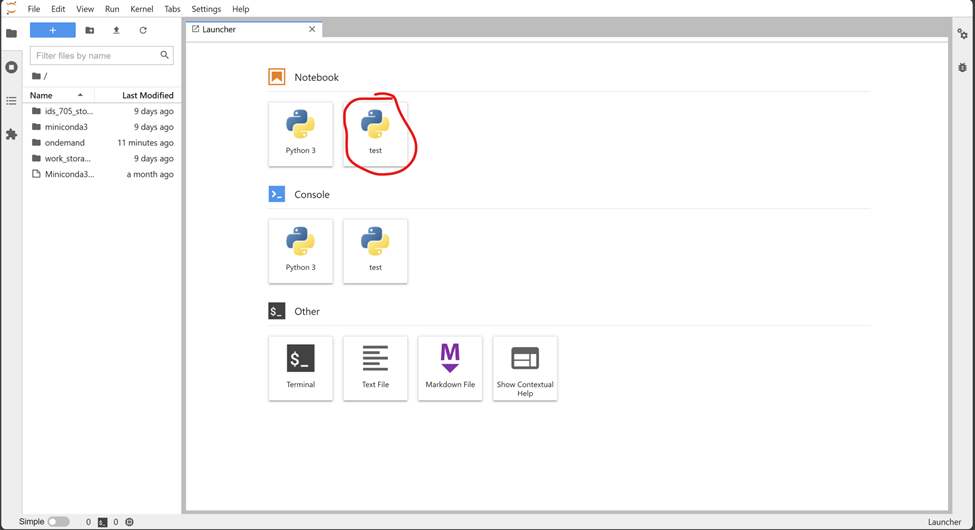 File Edit View Run Kernel Tabs Settings Help
Launcher
Filter files by name
/
Name Last Modified
ids_705_sto... 9 days ago
miniconda3 9 days ago
ondemand 11 minutes ago
work_stora... 9 days ago
Miniconda3... a month ago
Notebook
Python 3 test
Console
Python 3 test
$_ Other
$_ M
Terminal Text File Markdown File Show Contextual
Help
Simple 0 $_ 0 Launcher